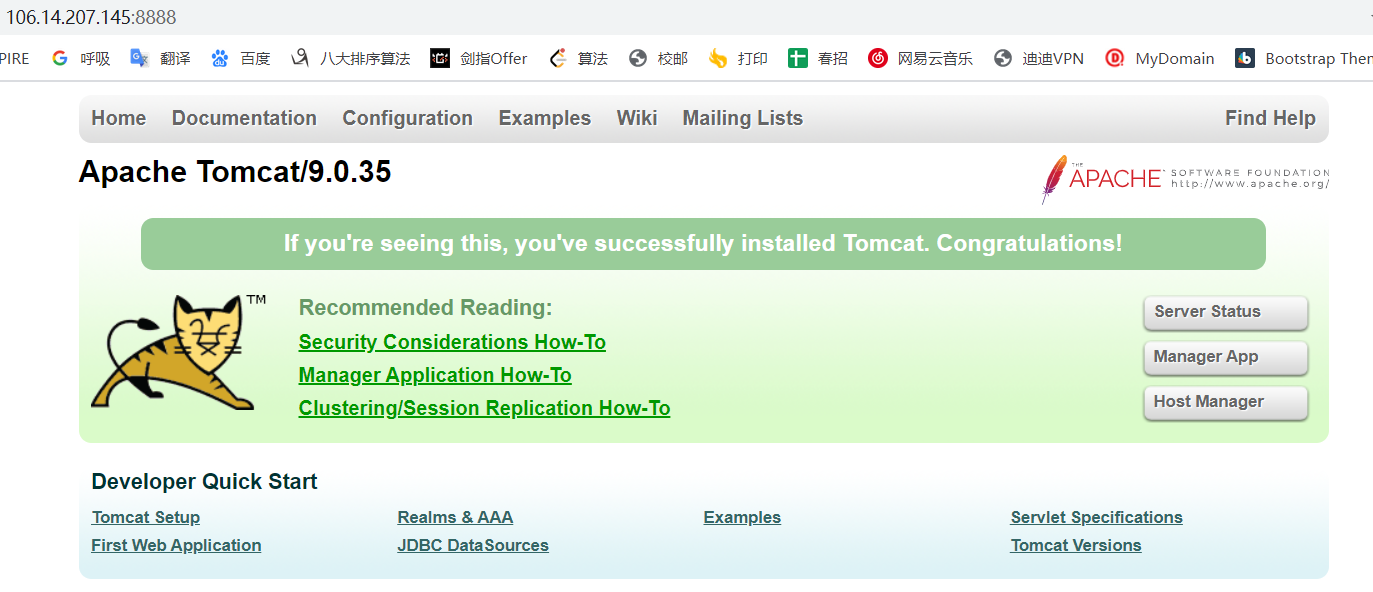 106.14.207.145:8888
PIRE 呼吸 翻译 百度 八大排序算法 剑指Offer 算法 校邮 打印 春招 网易云音乐 迪迪VPN MyDomain Bootstrap Then
Home Documentation Configuration Examples Wiki Mailing Lists Find Help
Apache Tomcat/9.0.35
THE APACHE SOFTWARE FOUNDATION
http://www.apache.org/
If you're seeing this, you've successfully installed Tomcat. Congratulations!
TM
Recommended Reading:
Security Considerations How-To
Manager Application How-To
Clustering/Session Replication How-To
Server Status
Manager App
Host Manager
Developer Quick Start
Tomcat Setup Realms & AAA Examples Servlet Specifications
First Web Application JDBC DataSources Tomcat Versions